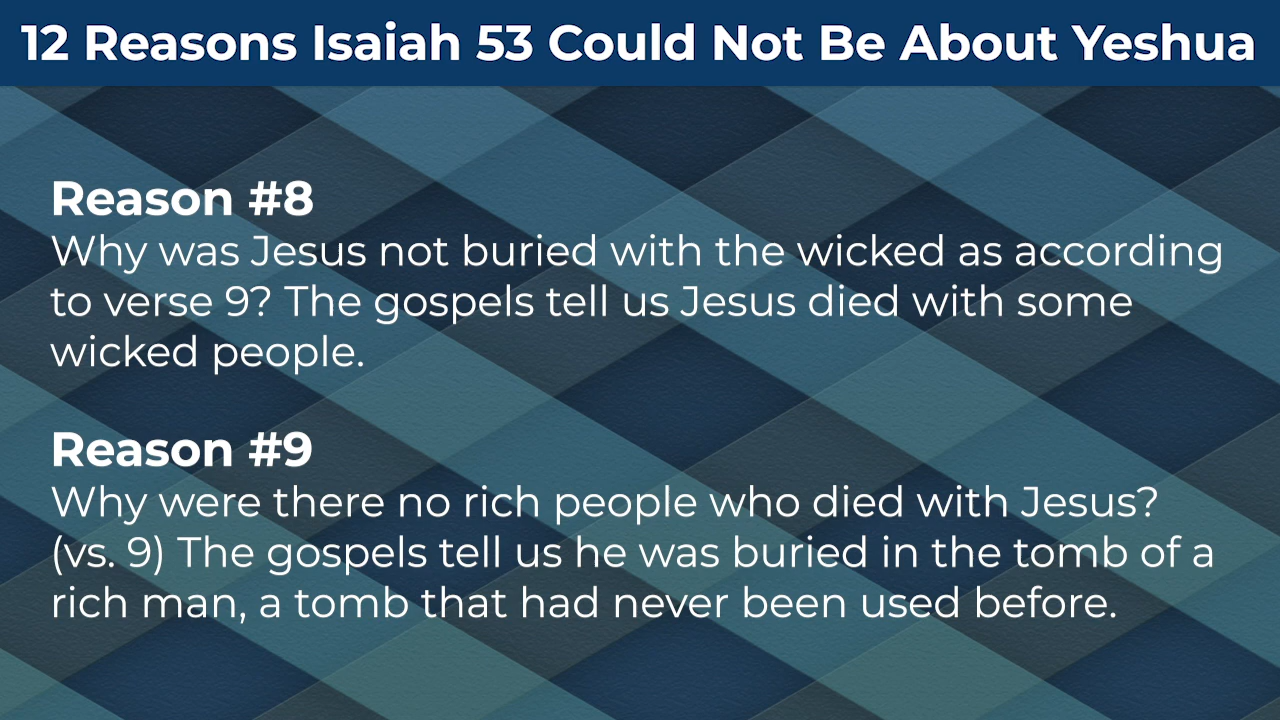 12 Reasons Isaiah 53 Could Not Be About Yeshua
Reason #8
Why was Jesus not buried with the wicked as according
to verse 9? The gospels tell us Jesus died with some
wicked people.
Reason #9
Why were there no rich people who died with Jesus?
(vs. 9) The gospels tell us he was buried in the tomb of a
rich man, a tomb that had never been used before.